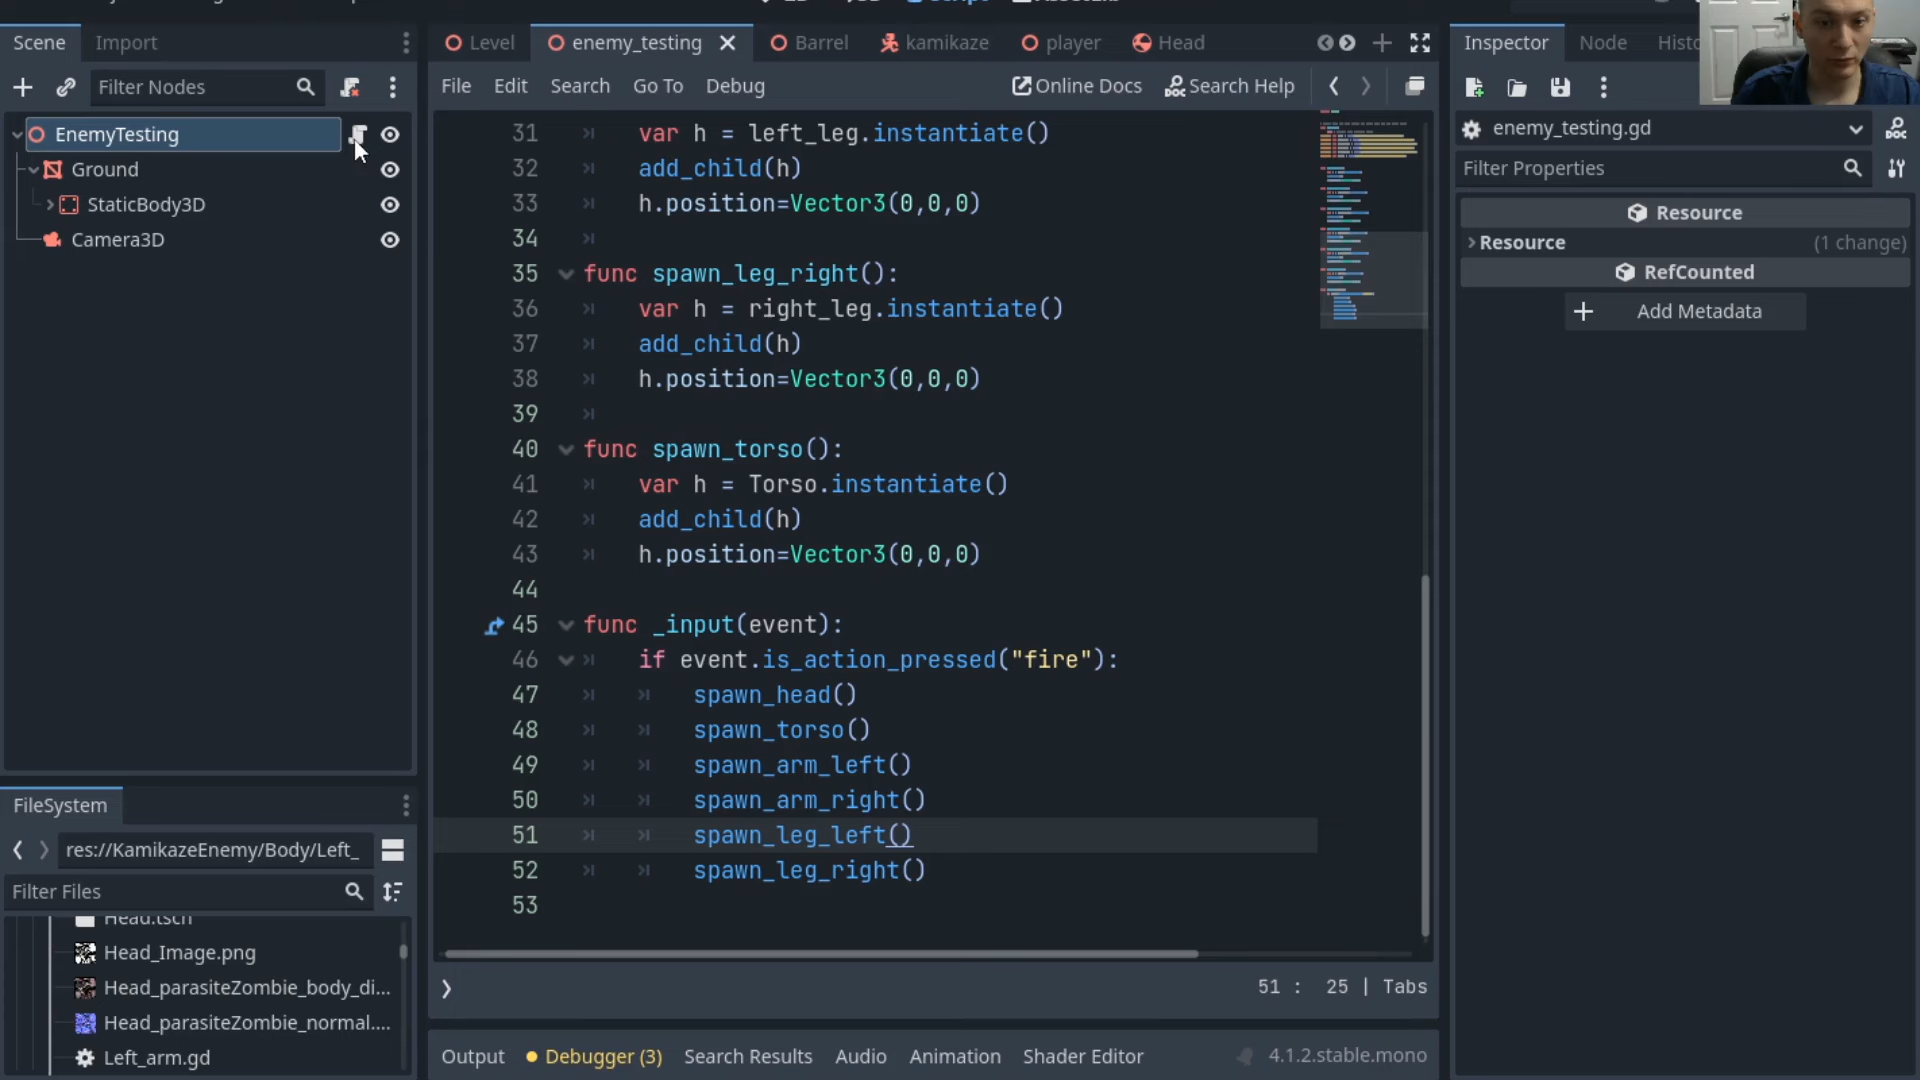 Scene Import
Level enemy_testing Barrel kamikaze player Head
Inspector Node Histo
Filter Nodes
File Edit Search Go To Debug Online Docs Search Help
EnemyTesting
Ground
StaticBody3D
Camera3D
31 var h = left_leg.instantiate()
32 add_child(h)
33 h.position=Vector3(0,0,0)
34
35 func spawn_leg_right():
36 var h = right_leg.instantiate()
37 add_child(h)
38 h.position=Vector3(0,0,0)
39
40 func spawn_torso():
41 var h = Torso.instantiate()
42 add_child(h)
43 h.position=Vector3(0,0,0)
44
45 func _input(event):
46 if event.is_action_pressed("fire"):
47 spawn_head()
48 spawn_torso()
49 spawn_arm_left()
50 spawn_arm_right()
51 spawn_leg_left()
52 spawn_leg_right()
53
51 : 25 | Tabs
enemy_testing.gd
DOC
Filter Properties
Resource
Resource (1 change)
RefCounted
Add Metadata
FileSystem
res://KamikazeEnemy/Body/Left_
Filter Files
Head.tscn
Head_Image.png
Head_parasiteZombie_body_di...
Head_parasiteZombie_normal....
Left_arm.gd
Output Debugger (3) Search Results Audio Animation Shader Editor 4.1.2.stable.mono